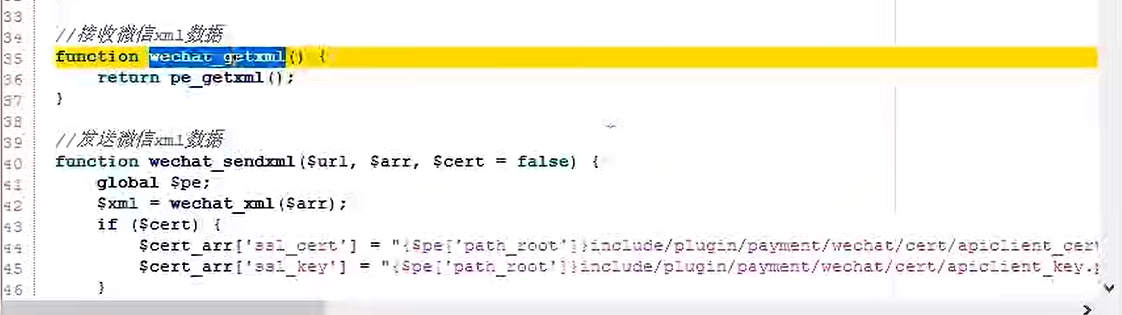 33
34 //接收微信xml数据
35 function wechat_getxml() {
36 return pe_getxml();
37 }
38
39 //发送微信xml数据
40 function wechat_sendxml($url, $arr, $cert = false) {
41 global $pe;
42 $xml = wechat_xml($arr);
43 if ($cert) {
44 $cert_arr['ssl_cert'] = "{$pe['path_root']}include/plugin/payment/wechat/cert/apiclient_cer
45 $cert_arr['ssl_key'] = "{$pe['path_root']}include/plugin/payment/wechat/cert/apiclient_key.
46 }